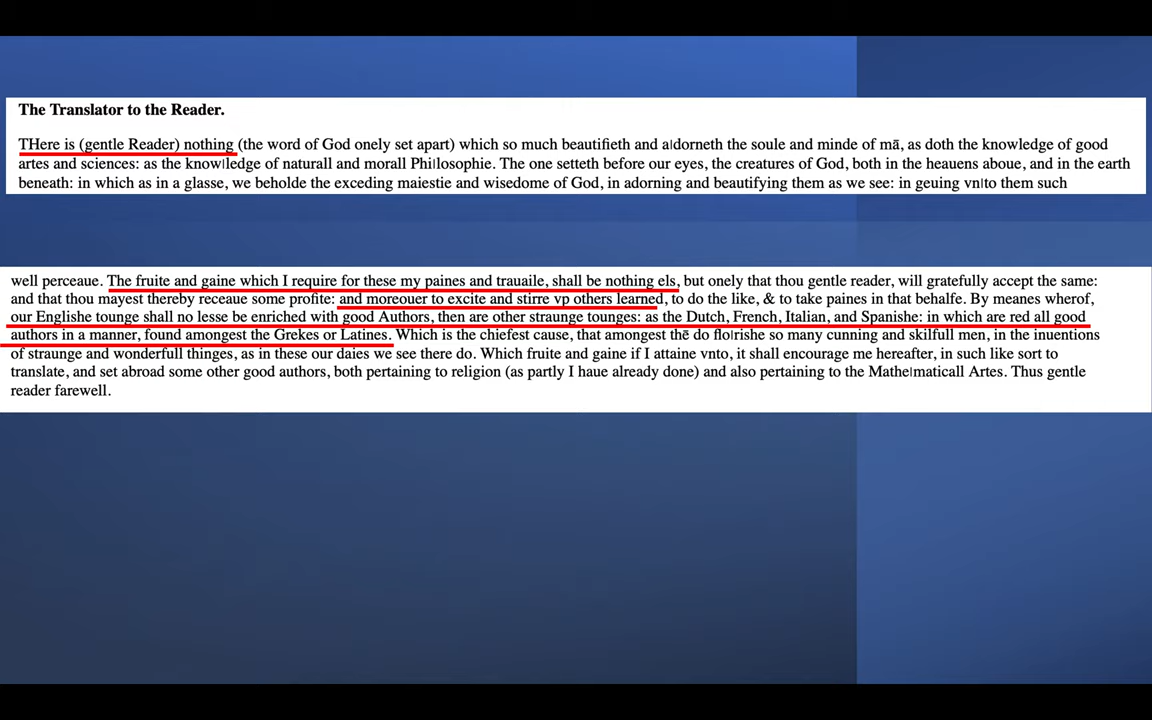 The Translator to the Reader.
THere is (gentle Reader) nothing (the word of God onely set apart) which so much beautifieth and a|dorneth the soule and minde of mā, as doth the knowledge of good
artes and sciences: as the know|ledge of naturall and morall Phi|losophie. The one setteth before our eyes, the creatures of God, both in the heauens aboue, and in the earth
beneath: in which as in a glasse, we beholde the exceding maiestie and wisedome of God, in adorning and beautifying them as we see: in geuing vn|to them such
well perceaue. The fruite and gaine which I require for these my paines and trauaile, shall be nothing els, but onely that thou gentle reader, will gratefully accept the same:
and that thou mayest thereby receaue some profite: and moreouer to excite and stirre vp others learned, to do the like, & to take paines in that behalfe. By meanes wherof,
our Englishe tounge shall no lesse be enriched with good Authors, then are other straunge tounges: as the Dutch, French, Italian, and Spanishe: in which are red all good
authors in a manner, found amongest the Grekes or Latines. Which is the chiefest cause, that amongest thē do flo|rishe so many cunning and skilfull men, in the inuentions
of straunge and wonderfull thinges, as in these our daies we see there do. Which fruite and gaine if I attaine vnto, it shall encourage me hereafter, in such like sort to
translate, and set abroad some other good authors, both pertaining to religion (as partly I haue already done) and also pertaining to the Mathe|maticall Artes. Thus gentle
reader farewell.